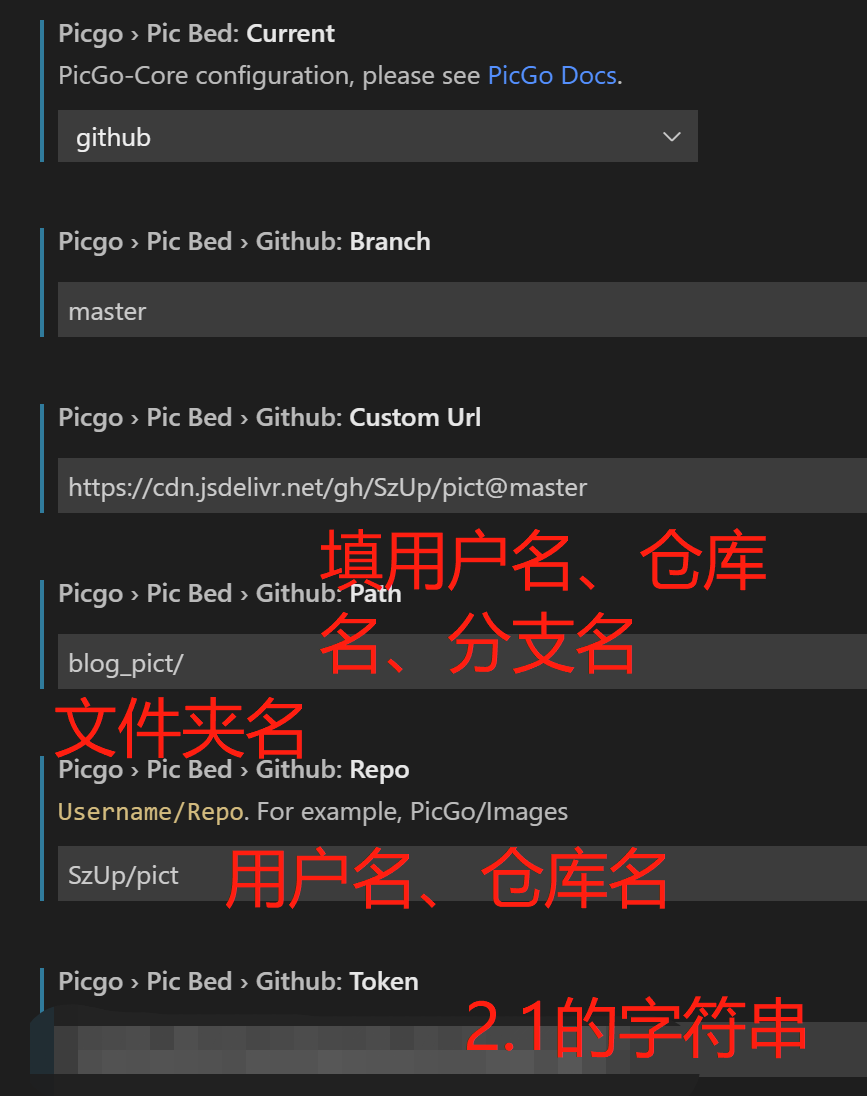 Picgo › Pic Bed: Current
PicGo-Core configuration, please see PicGo Docs.
github
Picgo › Pic Bed › Github: Branch
master
Picgo › Pic Bed › Github: Custom Url
https://cdn.jsdelivr.net/gh/SzUp/pict@master
填用户名、仓库
Picgo › Pic Bed › Github: Path
名、分支名
blog_pict/
文件夹名
Picgo › Pic Bed › Github: Repo
Username/Repo. For example, PicGo/Images
SzUp/pict
用户名、仓库名
Picgo › Pic Bed › Github: Token
2.1的字符串